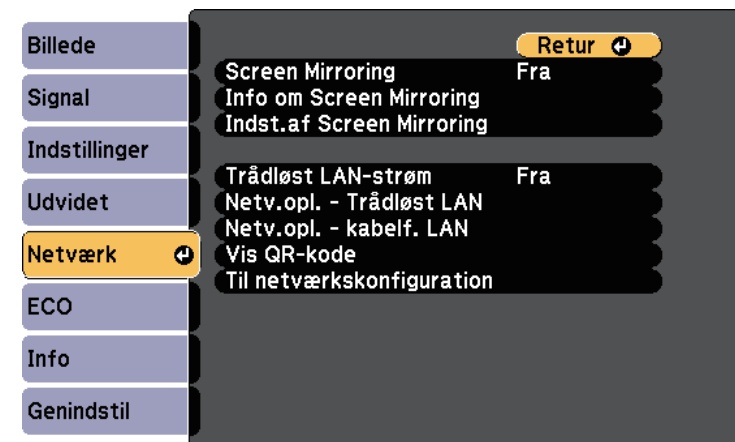 Billede
Signal
Indstillinger
Udvidet
Netværk
ECO
Info
Genindstil
Retur
Screen Mirroring Fra
Info om Screen Mirroring
Indst.af Screen Mirroring
Trådløst LAN-strøm Fra
Netv.opl. - Trådløst LAN
Netv.opl. - kabelf. LAN
Vis QR-kode
Til netværkskonfiguration